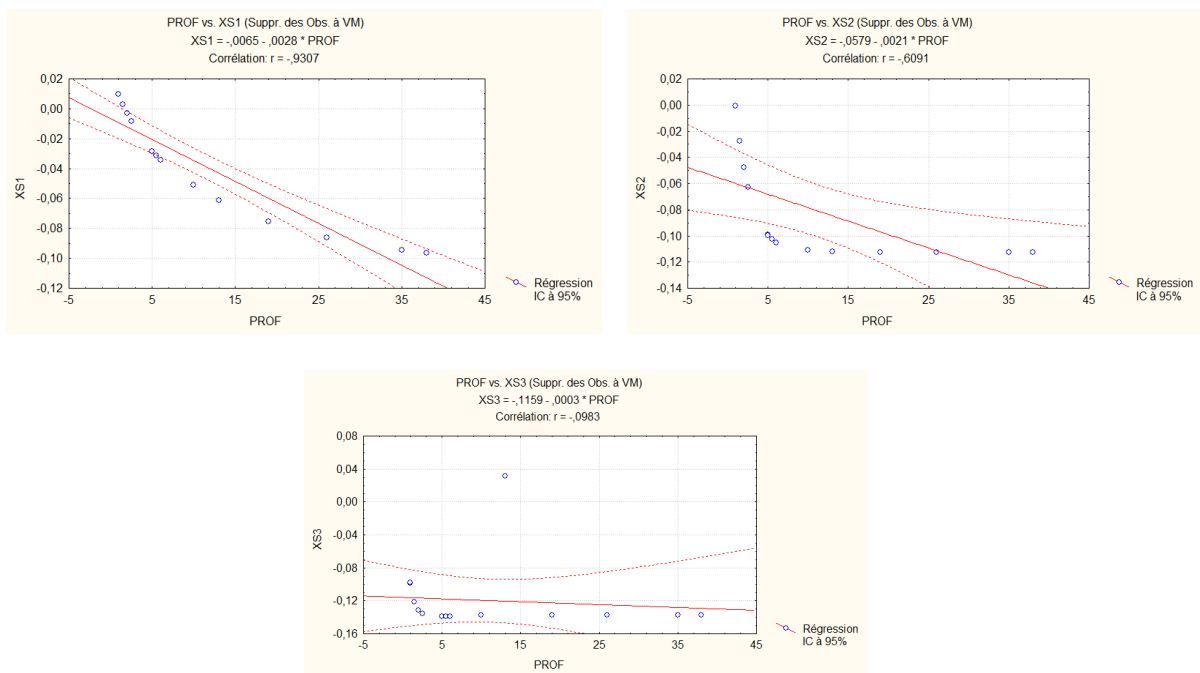 PROF vs. XS1 (Suppr. des Obs. à VM)
XS1 = -,0065 - ,0028 * PROF
Corrélation: r = -,9307
0,02
0,00
-0,02
-0,04
-0,06
-0,08
-0,10
-0,12
XS1
-5 5 15 25 35 45
PROF
Régression
IC à 95%
PROF vs. XS2 (Suppr. des Obs. à VM)
XS2 = -,0579 - ,0021 * PROF
Corrélation: r = -,6091
0,02
0,00
-0,02
-0,04
-0,06
-0,08
-0,10
-0,12
-0,14
XS2
-5 5 15 25 35 45
PROF
Régression
IC à 95%
PROF vs. XS3 (Suppr. des Obs. à VM)
XS3 = -,1159 - ,0003 * PROF
Corrélation: r = -,0983
0,08
0,04
0,00
-0,04
-0,08
-0,12
-0,16
XS3
-5 5 15 25 35 45
PROF
Régression
IC à 95%